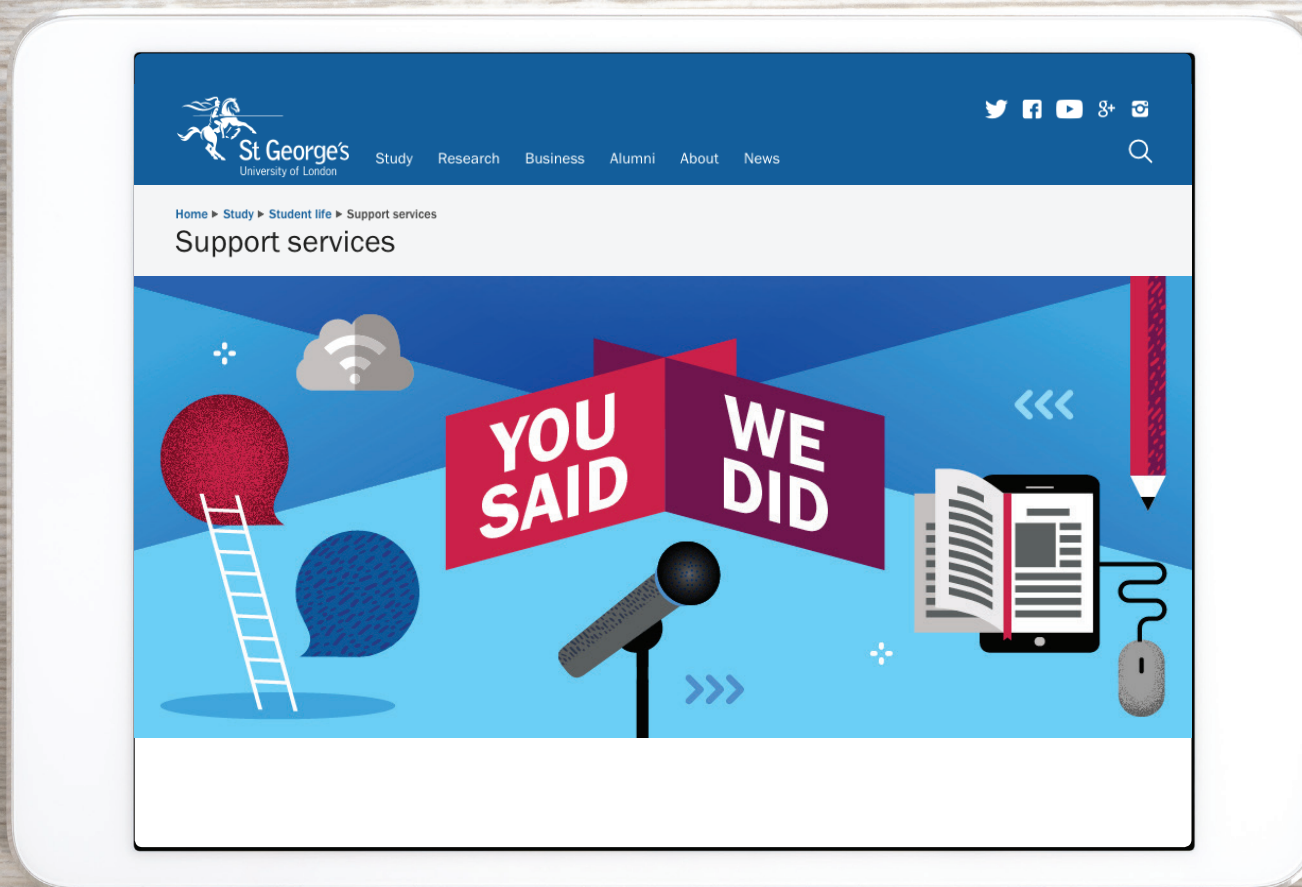 St George's
University of London
Study Research Business Alumni About News
8+
Home ▸ Study ▸ Student life ▸ Support services
Support services
YOU
SAID
WE
DID